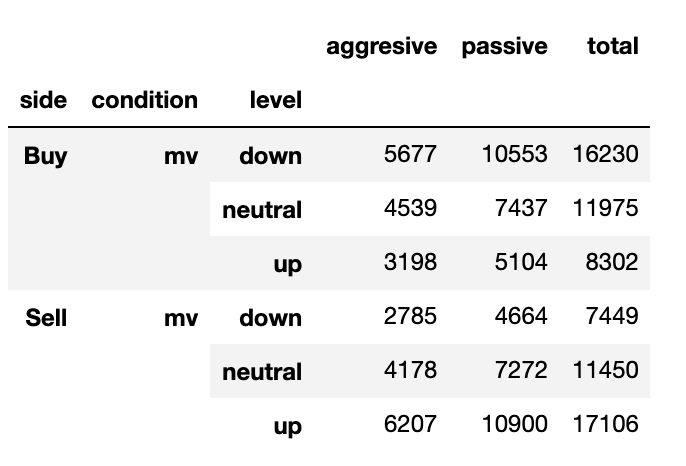 aggresive passive total
side condition level
Buy mv down 5677 10553 16230
neutral 4539 7437 11975
up 3198 5104 8302
Sell mv down 2785 4664 7449
neutral 4178 7272 11450
up 6207 10900 17106